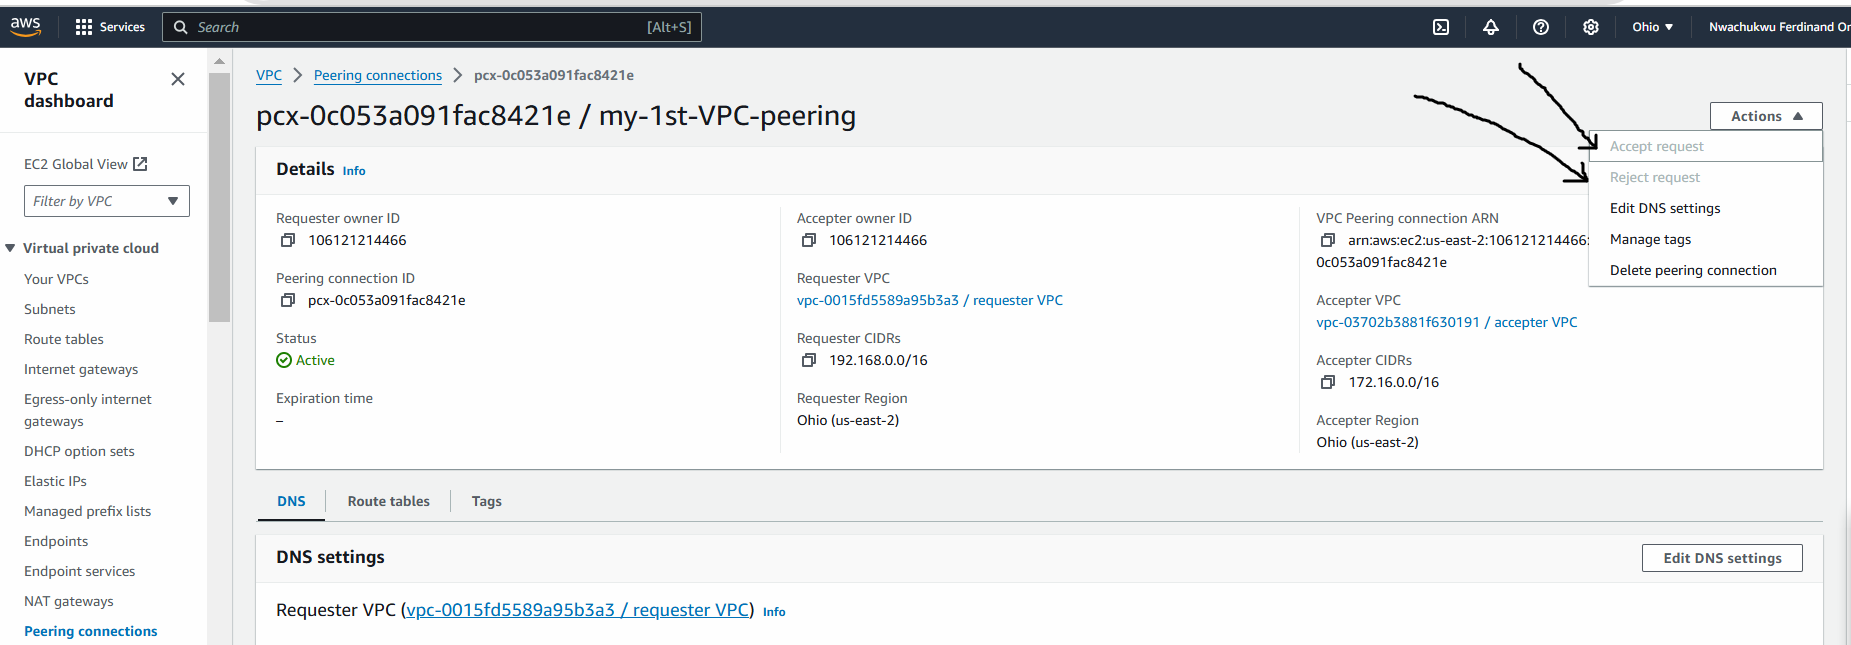 aws
Services
Search
[Alt+S]
Ohio
Nwachukwu Ferdinand
VPC dashboard
EC2 Global View
Filter by VPC
Virtual private cloud
Your VPCs
Subnets
Route tables
Internet gateways
Egress-only internet
gateways
DHCP option sets
Elastic IPs
Managed prefix lists
Endpoints
Endpoint services
NAT gateways
Peering connections
VPC > Peering connections > pcx-0c053a091fac8421e
pcx-0c053a091fac8421e / my-1st-VPC-peering
Actions
Accept request
Reject request
Edit DNS settings
Manage tags
Delete peering connection
Details Info
Requester owner ID
106121214466
Peering connection ID
pcx-0c053a091fac8421e
Status
Active
Expiration time
–
Accepter owner ID
106121214466
Requester VPC
vpc-0015fd5589a95b3a3 / requester VPC
Requester CIDRs
192.168.0.0/16
Requester Region
Ohio (us-east-2)
VPC Peering connection ARN
arn:aws:ec2:us-east-2:106121214466:
0c053a091fac8421e
Accepter VPC
vpc-03702b3881f630191 / accepter VPC
Accepter CIDRs
172.16.0.0/16
Accepter Region
Ohio (us-east-2)
DNS
Route tables
Tags
DNS settings
Edit DNS settings
Requester VPC (vpc-0015fd5589a95b3a3 / requester VPC) Info